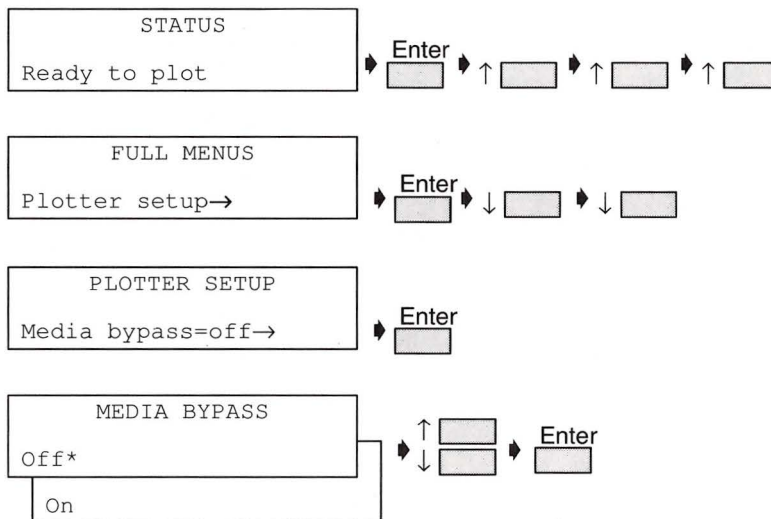 STATUS
Ready to plot
Enter
↑ ↑ ↑
FULL MENUS
Plotter setup→
Enter
↓ ↓
PLOTTER SETUP
Media bypass=off→
Enter
MEDIA BYPASS
Off*
↑
↓
Enter
On